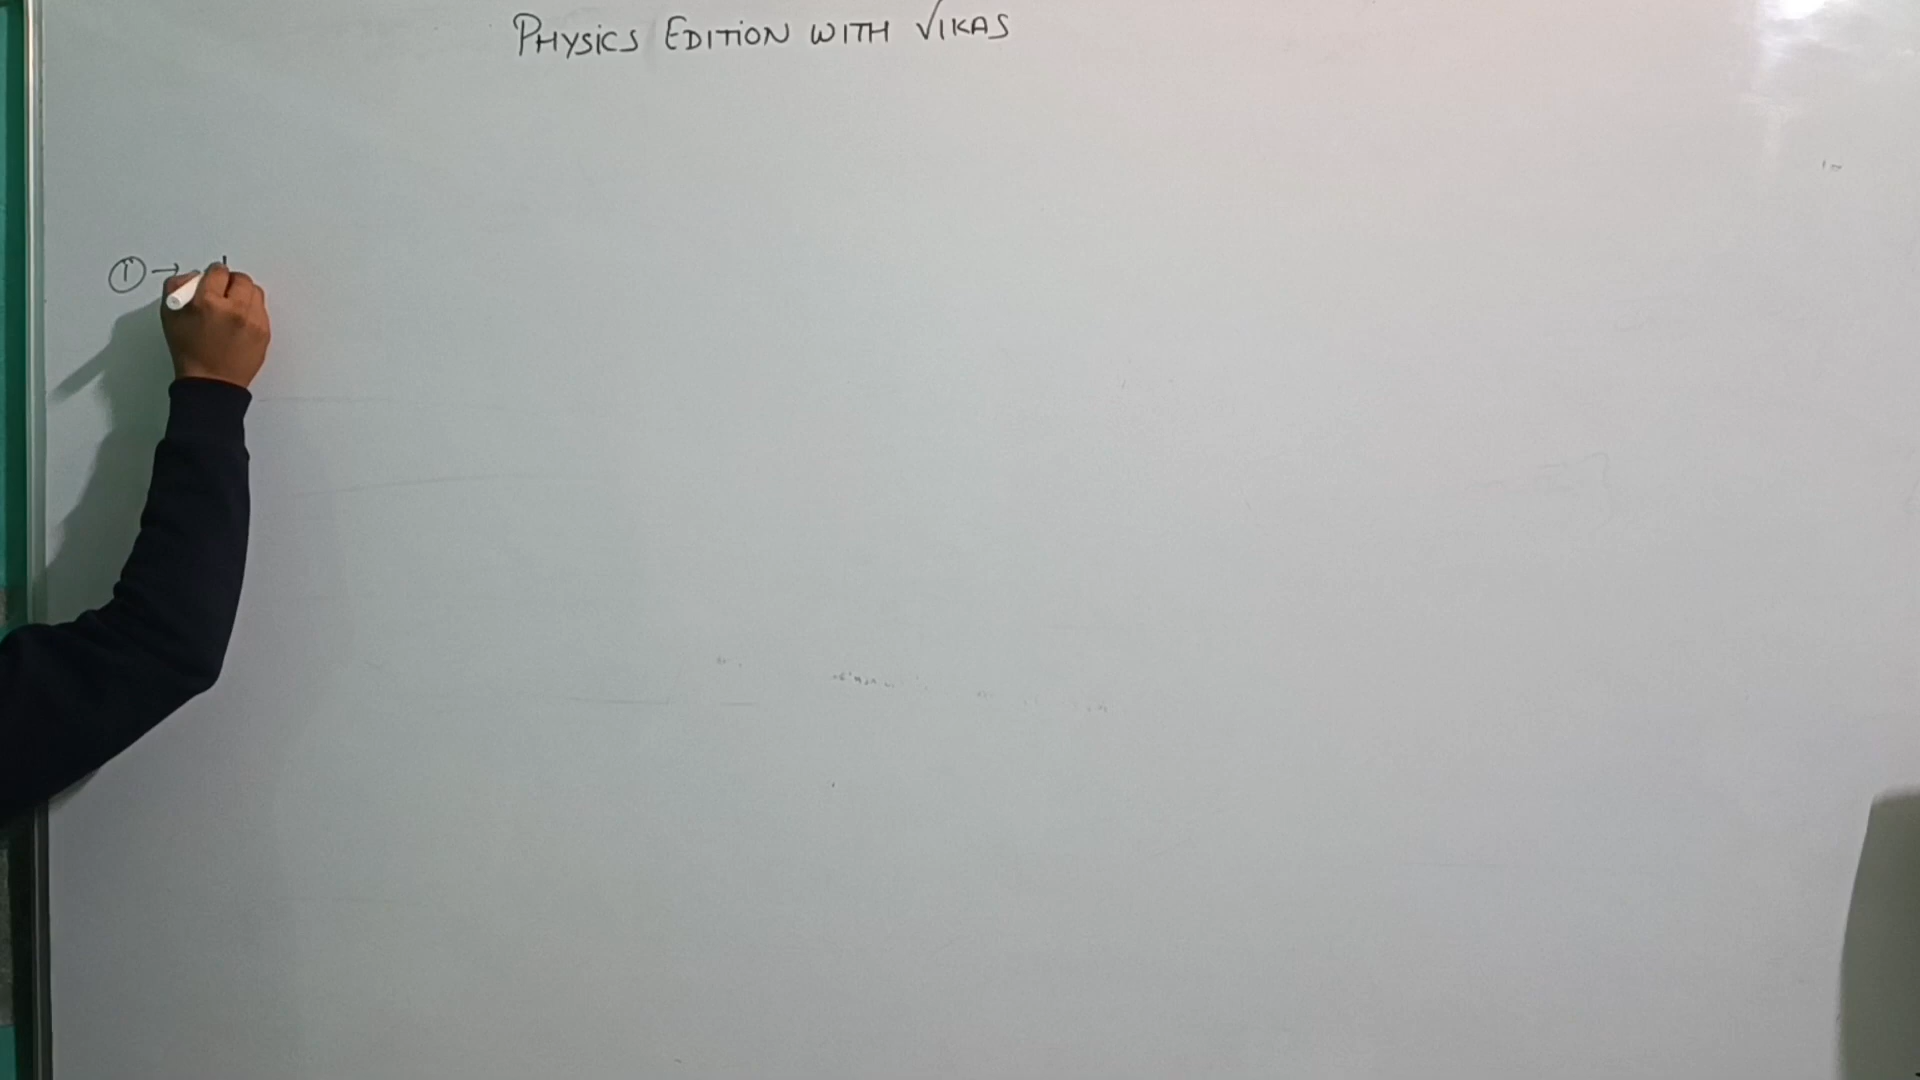 PHYSICS EDITION WITH VIKAS
① →